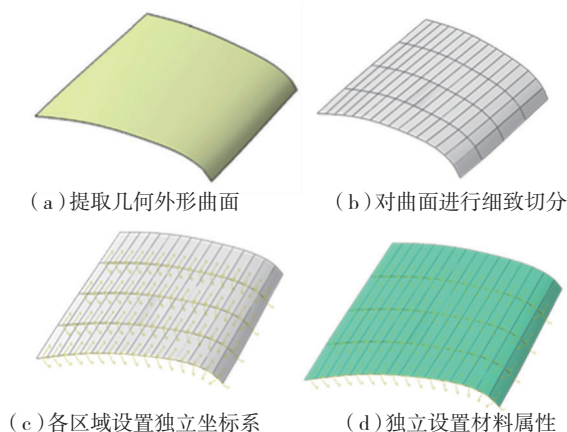 （a）提取几何外形曲面
（b）对曲面进行细致切分
（c）各区域设置独立坐标系
（d）独立设置材料属性